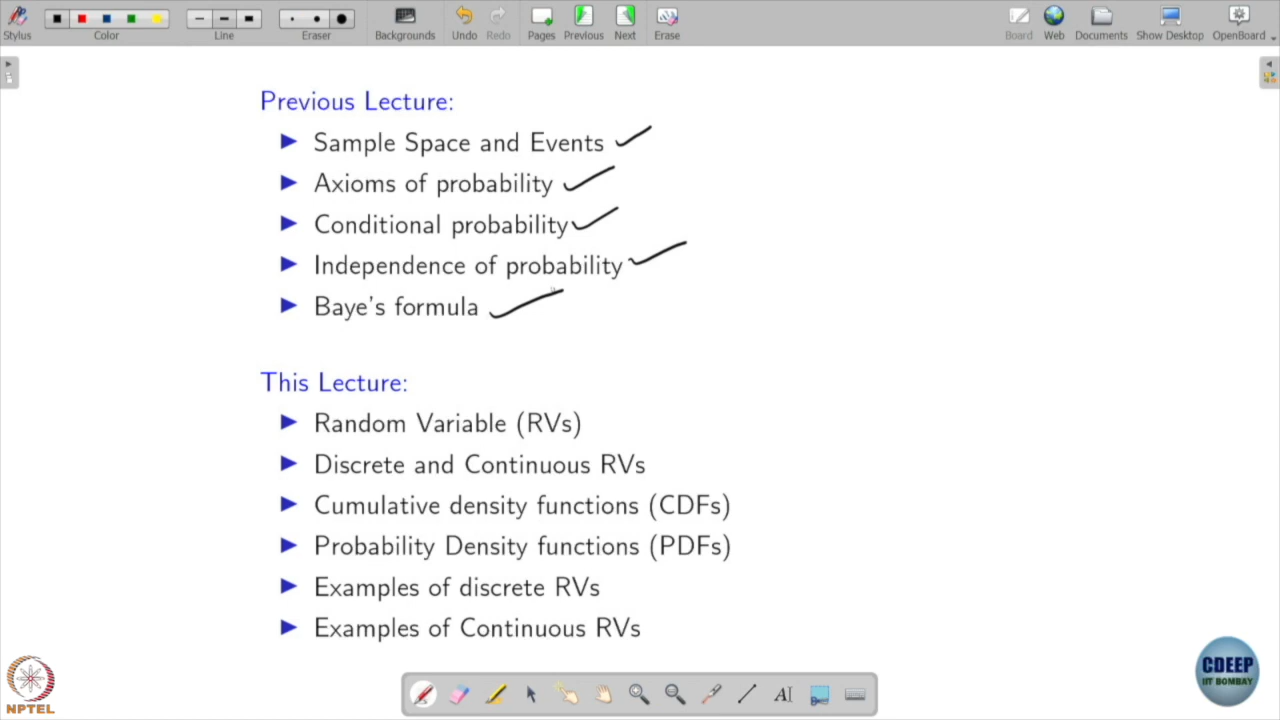 Stylus Color Line Eraser Backgrounds Undo Redo Pages Previous Next Erase Board Web Documents Show Desktop OpenBoard
Previous Lecture:
Sample Space and Events
Axioms of probability
Conditional probability
Independence of probability
Baye's formula
This Lecture:
Random Variable (RVs)
Discrete and Continuous RVs
Cumulative density functions (CDFs)
Probability Density functions (PDFs)
Examples of discrete RVs
Examples of Continuous RVs
NPTEL
CDEEP
IIT BOMBAY